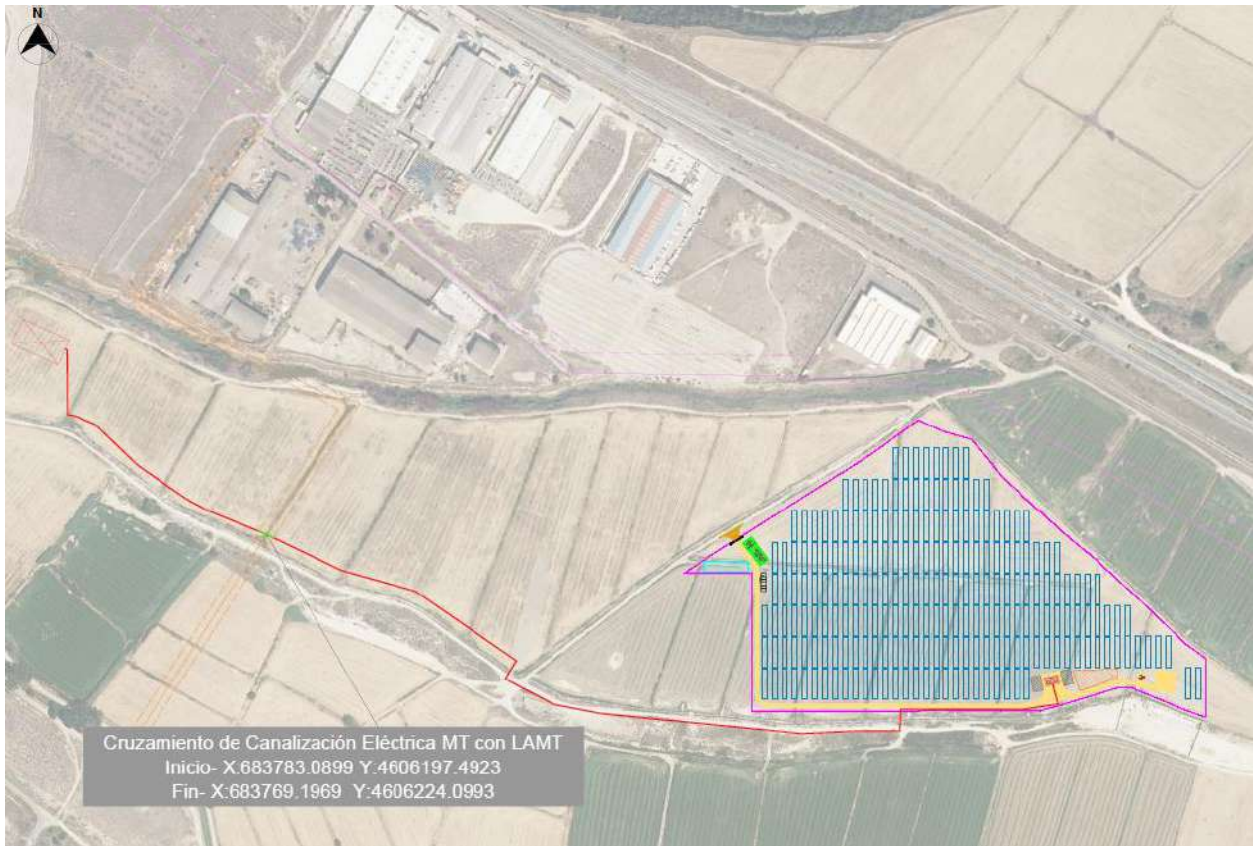 N
Cruzamiento de Canalización Eléctrica MT con LAMT
Inicio- X:683783.0899 Y:4606197.4923
Fin- X:683769.1969 Y:4606224.0993